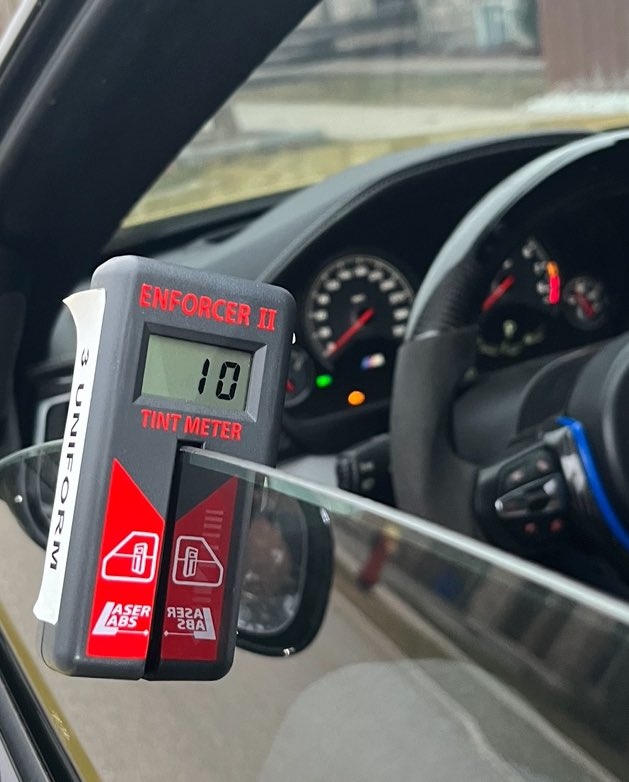 ENFORCER II
10
TINT METER
3 UNIFORM
LASER
LABS
LASER
LABS